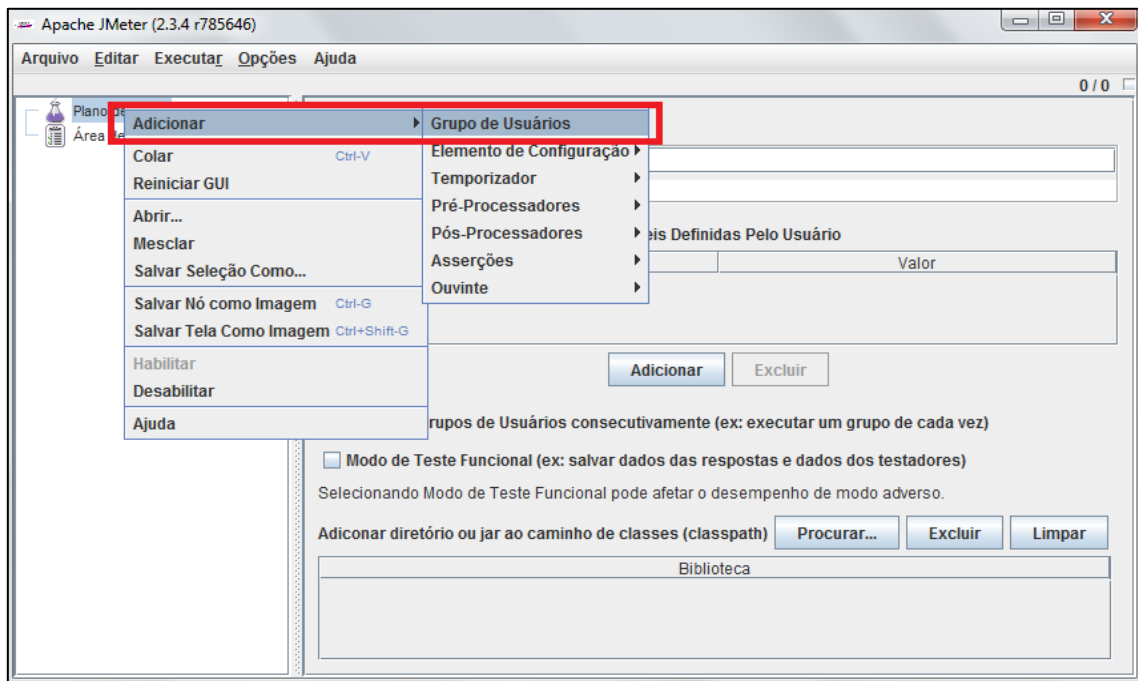 Apache JMeter (2.3.4 r785646)
Arquivo Editar Executar Opções Ajuda
0 / 0
Plano de
Área de
Adicionar
Colar Ctrl-V
Reiniciar GUI
Abrir...
Mesclar
Salvar Seleção Como...
Salvar Nó como Imagem Ctrl-G
Salvar Tela Como Imagem Ctrl+Shift-G
Habilitar
Desabilitar
Ajuda
Grupo de Usuários
Elemento de Configuração
Temporizador
Pré-Processadores
Pós-Processadores
Asserções
Ouvinte
eis Definidas Pelo Usuário
Valor
Adicionar Excluir
rupos de Usuários consecutivamente (ex: executar um grupo de cada vez)
Modo de Teste Funcional (ex: salvar dados das respostas e dados dos testadores)
Selecionando Modo de Teste Funcional pode afetar o desempenho de modo adverso.
Adiconar diretório ou jar ao caminho de classes (classpath) Procurar... Excluir Limpar
Biblioteca